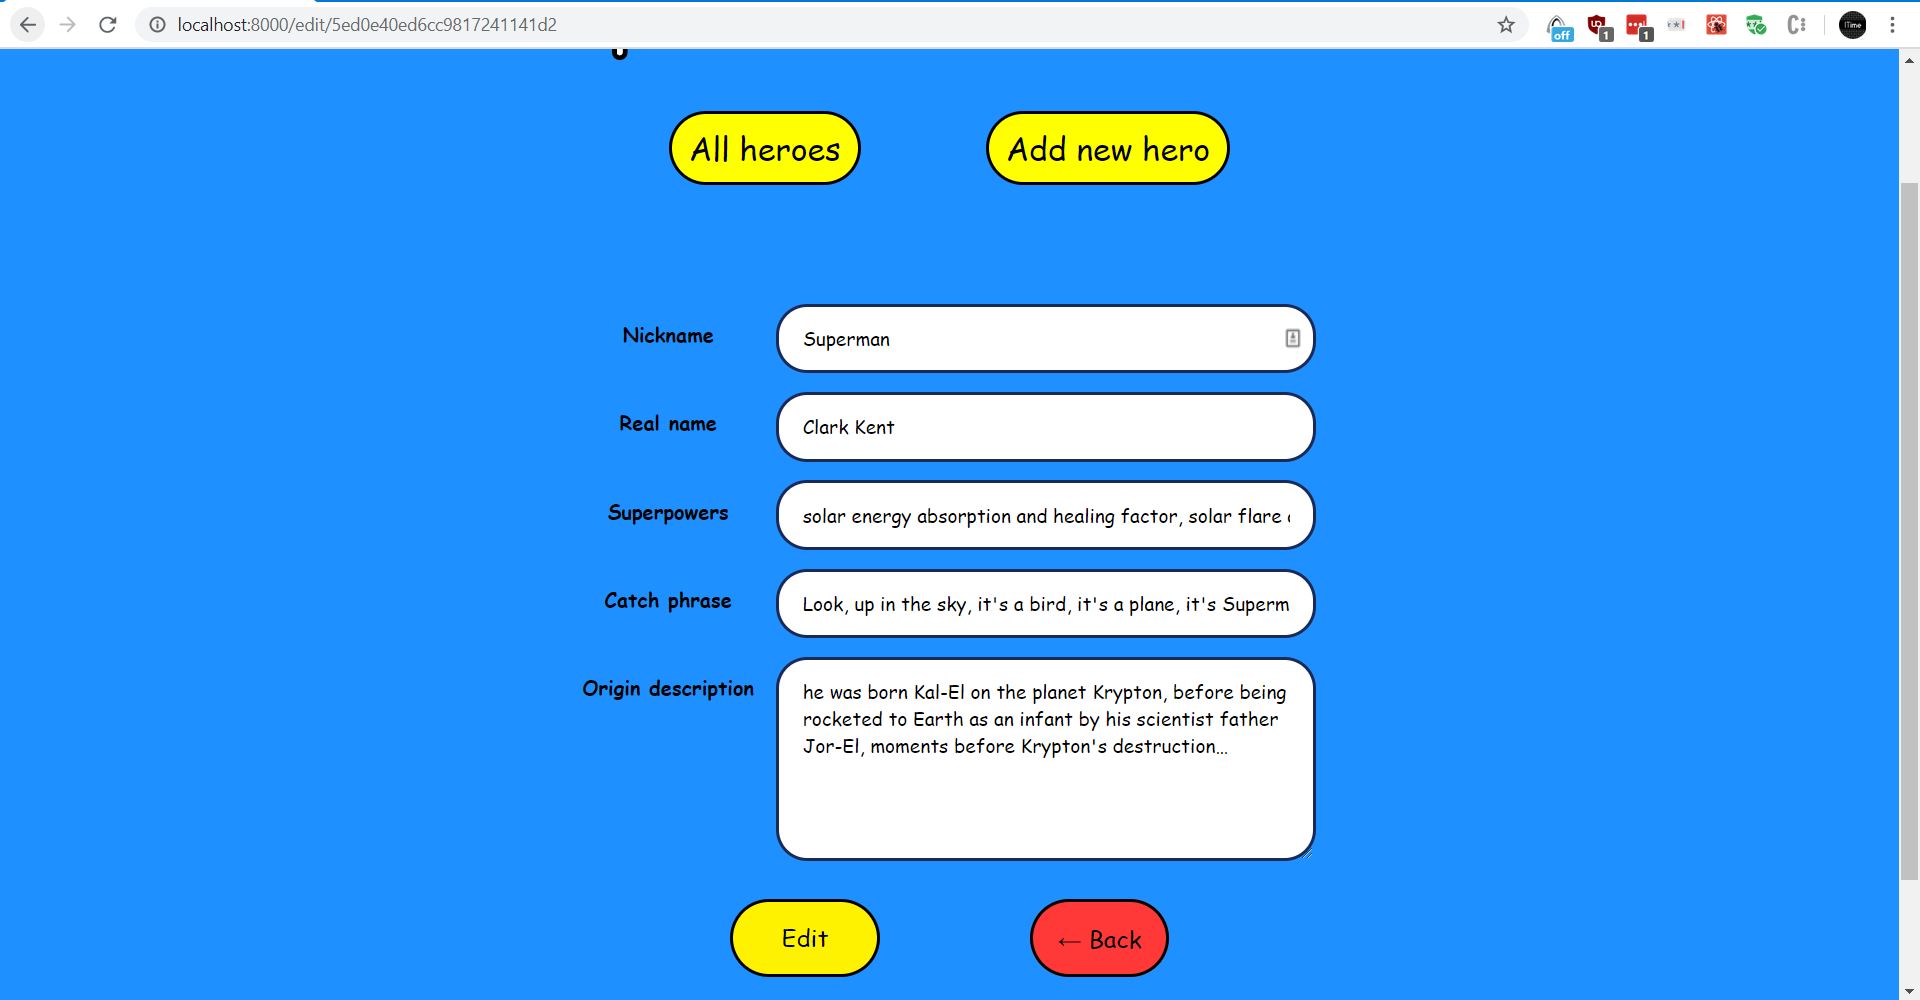 localhost:8000/edit/5ed0e40ed6cc9817241141d2
off
1
1
ITime
All heroes
Add new hero
Nickname
Superman
Real name
Clark Kent
Superpowers
solar energy absorption and healing factor, solar flare
Catch phrase
Look, up in the sky, it's a bird, it's a plane, it's Superm
Origin description
he was born Kal-El on the planet Krypton, before being
rocketed to Earth as an infant by his scientist father
Jor-El, moments before Krypton's destruction...
Edit
← Back